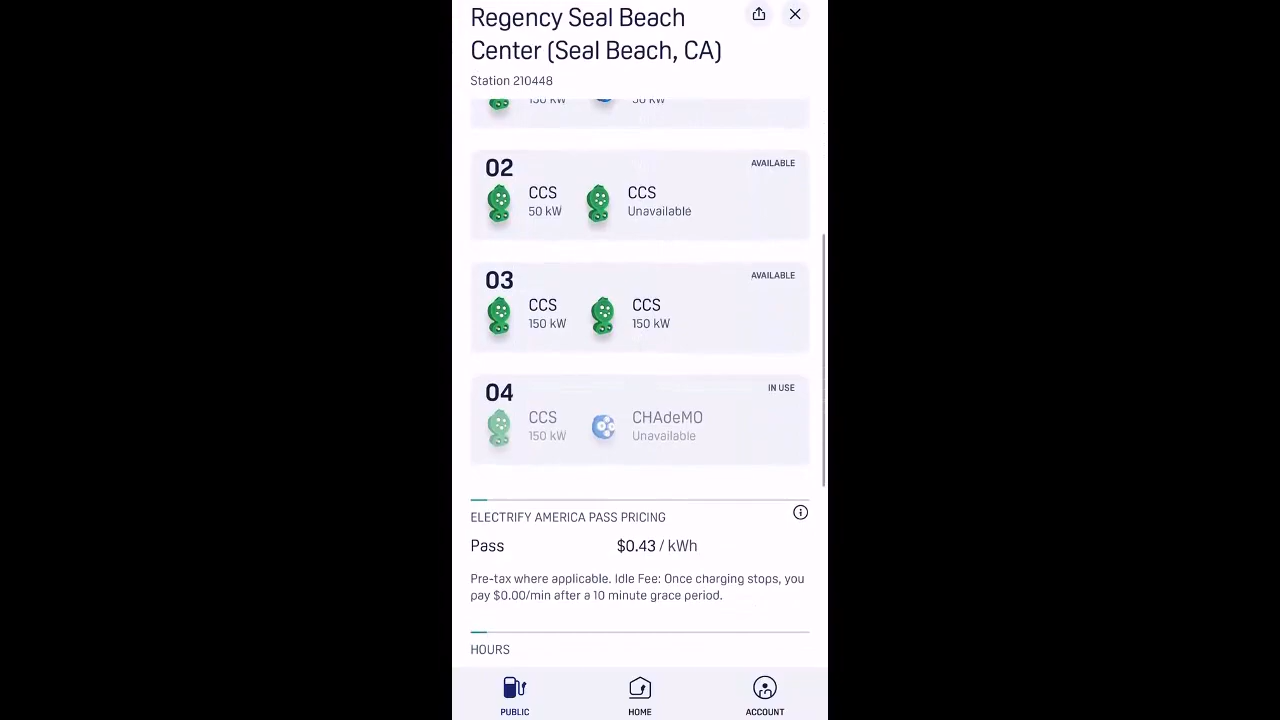 Regency Seal Beach
Center (Seal Beach, CA)
Station 210448
150 kW 50 kW
02 AVAILABLE
CCS CCS
50 kW Unavailable
03 AVAILABLE
CCS CCS
150 kW 150 kW
04 IN USE
CCS CHAdeMO
150 kW Unavailable
ELECTRIFY AMERICA PASS PRICING
Pass $0.43 / kWh
Pre-tax where applicable. Idle Fee: Once charging stops, you
pay $0.00/min after a 10 minute grace period.
HOURS
PUBLIC HOME ACCOUNT